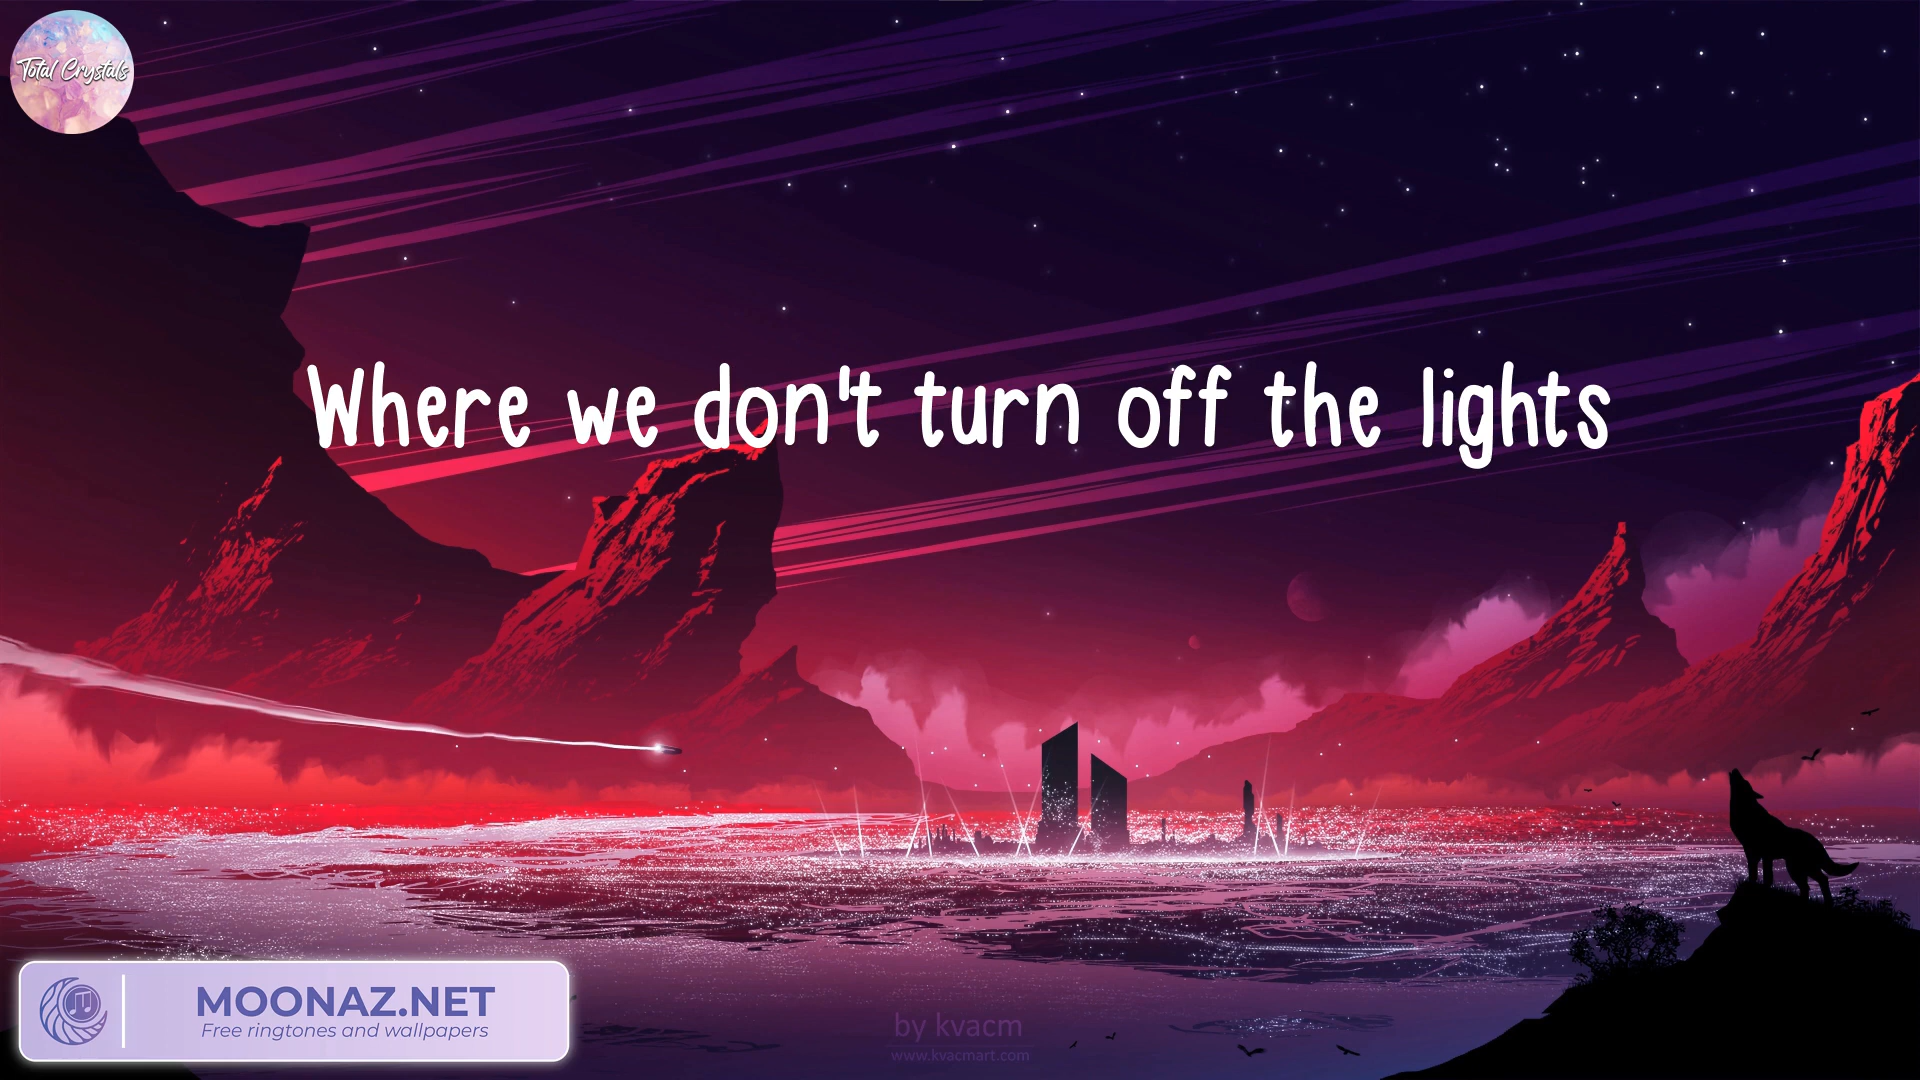 Total Crystals
Where we don't turn off the lights
MOONAZ.NET
Free ringtones and wallpapers
by kvacm
www.kvacmart.com